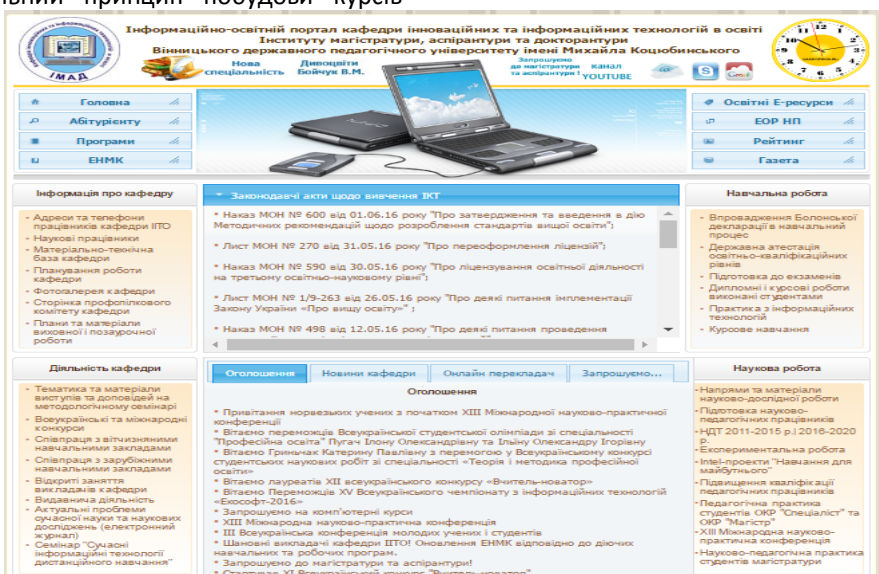 льний принцип побудови курсів
Інформаційно-освітній портал кафедри інноваційних та інформаційних технологій в освіті
Інституту магістратури, аспірантури та докторантури
Вінницького державного педагогічного університету імені Михайла Коцюбинського
ІМАД
Нова
спеціальність
Дивоцвіти
Бойчук В.М.
Запрошуємо
до магістратури
та аспірантури !
КАНАЛ
YOUTUBE
Gmail
Головна
Абітурієнту
Програми
ЕНМК
Освітні Е-ресурси
ЕОР НП
Рейтинг
Газета
Інформація про кафедру
- Адреси та телефони
працівників кафедри ІІТО
- Наукові працівники
- Матеріально-технічна
база кафедри
- Планування роботи
кафедри
- Фотогалерея кафедри
- Сторінка профспілкового
комітету кафедри
- Плани та матеріали
виховної і позаурочної
роботи
Законодавчі акти щодо вивчення ІКТ
* Наказ МОН № 600 від 01.06.16 року "Про затвердження та введення в дію
Методичних рекомендацій щодо розроблення стандартів вищої освіти";
* Лист МОН № 270 від 31.05.16 року "Про переоформлення ліцензій";
* Наказ МОН № 590 від 30.05.16 року "Про ліцензування освітньої діяльності
на третьому освітньо-науковому рівні";
* Лист МОН № 1/9-263 від 26.05.16 року "Про деякі питання імплементації
Закону України «Про вищу освіту»" ;
* Наказ МОН № 498 від 12.05.16 року "Про деякі питання проведення
Навчальна робота
- Впровадження Болонської
декларації в навчальний
процес
- Державна атестація
освітньо-кваліфікаційних
рівнів
- Підготовка до екзаменів
- Дипломні і курсові роботи
виконані студентами
- Практика з інформаційних
технологій
- Курсове навчання
Діяльність кафедри
- Тематика та матеріали
виступів та доповідей на
методологічному семінарі
- Всеукраїнські та міжнародні
конкурси
- Співпраця з вітчизняними
навчальними закладами
- Співпраця з зарубіжними
навчальними закладами
- Відкриті заняття
викладачів кафедри
- Видавнича діяльність
- Актуальні проблеми
сучасної науки та наукових
досліджень (електронний
журнал)
- Семінар "Сучасні
інформаційні технології
дистанційного навчання"
Оголошення
Новини кафедри
Онлайн перекладач
Запрошуємо...
Оголошення
* Привітання норвезьких учених з початком XIII Міжнародної науково-практичної
конференції
* Вітаємо переможців Всеукраїнської студентської олімпіади зі спеціальності
"Професійна освіта" Пугач Ілону Олександрівну та Ільіну Олександру Ігорівну
* Вітаємо Гриньчак Катерину Павлівну з перемогою у Всеукраїнському конкурсі
студентських наукових робіт зі спеціальності «Теорія і методика професійної
освіти»
* Вітаємо лауреатів XII всеукраїнського конкурсу «Вчитель-новатор»
* Вітаємо Переможців XV Всеукраїнського чемпіонату з інформаційних технологій
«Екософт-2016»
* Запрошуємо на комп'ютерні курси
* XIII Міжнародна науково-практична конференція
* III Всеукраїнська конференція молодих учених і студентів
* Шановні викладачі кафедри ІІТО! Оновлення ЕНМК відповідно до діючих
навчальних та робочих програм.
* Запрошуємо до магістратури та аспірантури!
* Стартував XI Всеукраїнський конкурс "Вчитель-новатор"
Наукова робота
-Напрями та матеріали
науково-дослідної роботи
-Підготовка науково-
педагогічних працівників
-НДТ 2011-2015 р.і 2016-2020
р.
-Експериментальна робота
-Intel-проекти "Навчання для
майбутнього"
-Підвищення кваліфікації
педагогічних працівників
-Педагогічна практика
студентів ОКР "Спеціаліст" та
ОКР "Магістр"
-XIII Міжнародна науково-
практична конференція
-Науково-педагогічна практика
студентів магістратури